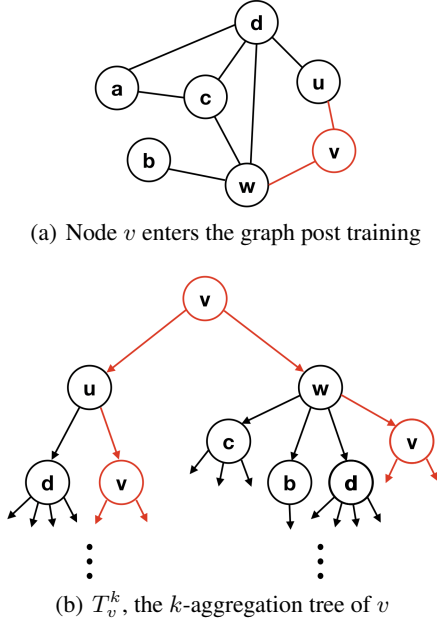 d
a
c
u
b
w
v
(a) Node v enters the graph post training
v
u
w
c
v
d
v
b
d
(b) T_v^k, the k-aggregation tree of v